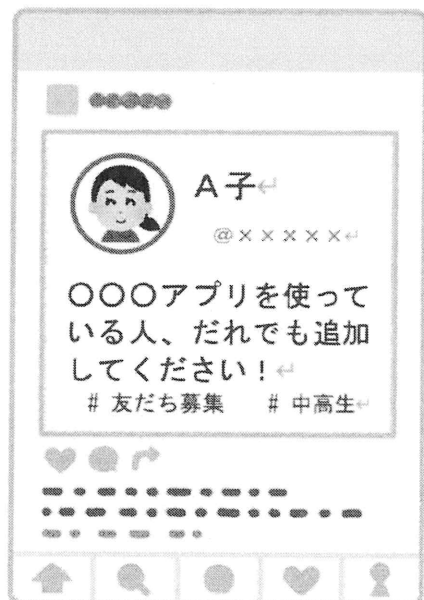 A子
@×××××
〇〇〇アプリを使って
いる人、だれでも追加
してください！
# 友だち募集 # 中高生